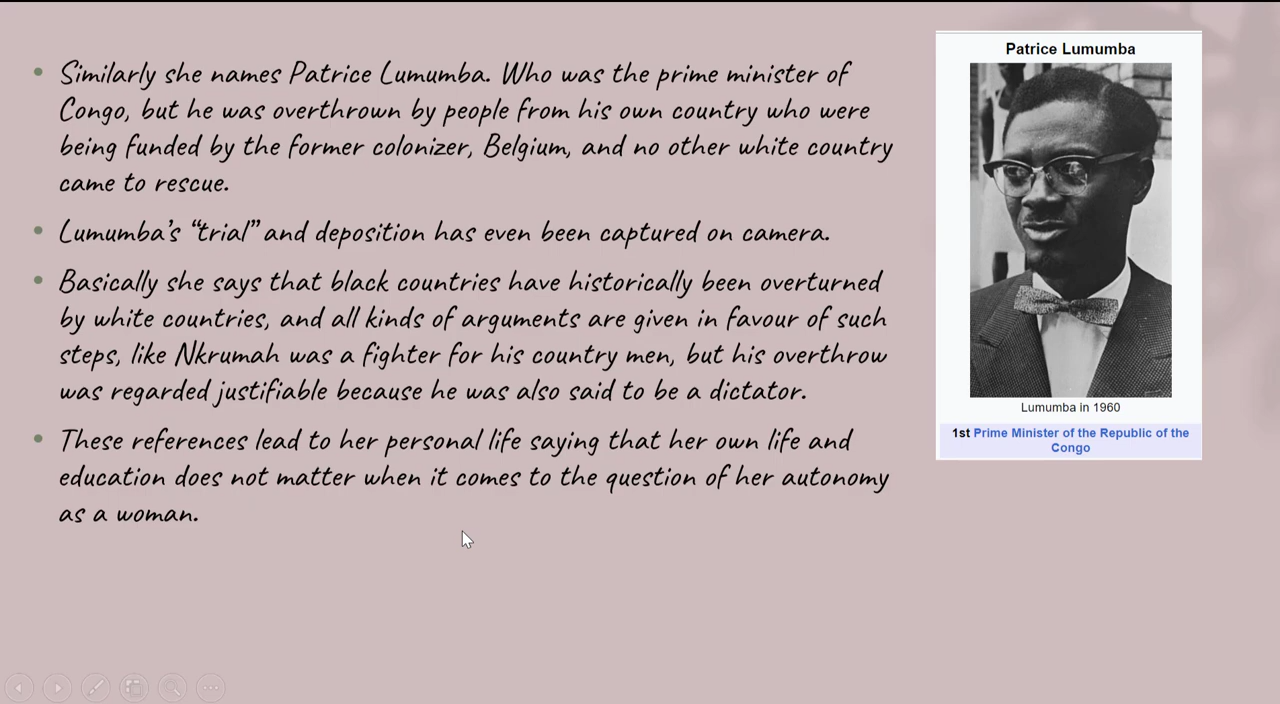 Similarly she names Patrice Lumumba. Who was the prime minister of
Congo, but he was overthrown by people from his own country who were
being funded by the former colonizer, Belgium, and no other white country
came to rescue.
Lumumba's “trial” and deposition has even been captured on camera.
Basically she says that black countries have historically been overturned
by white countries, and all kinds of arguments are given in favour of such
steps, like Nkrumah was a fighter for his country men, but his overthrow
was regarded justifiable because he was also said to be a dictator.
These references lead to her personal life saying that her own life and
education does not matter when it comes to the question of her autonomy
as a woman.
Patrice Lumumba
Lumumba in 1960
1st Prime Minister of the Republic of the
Congo